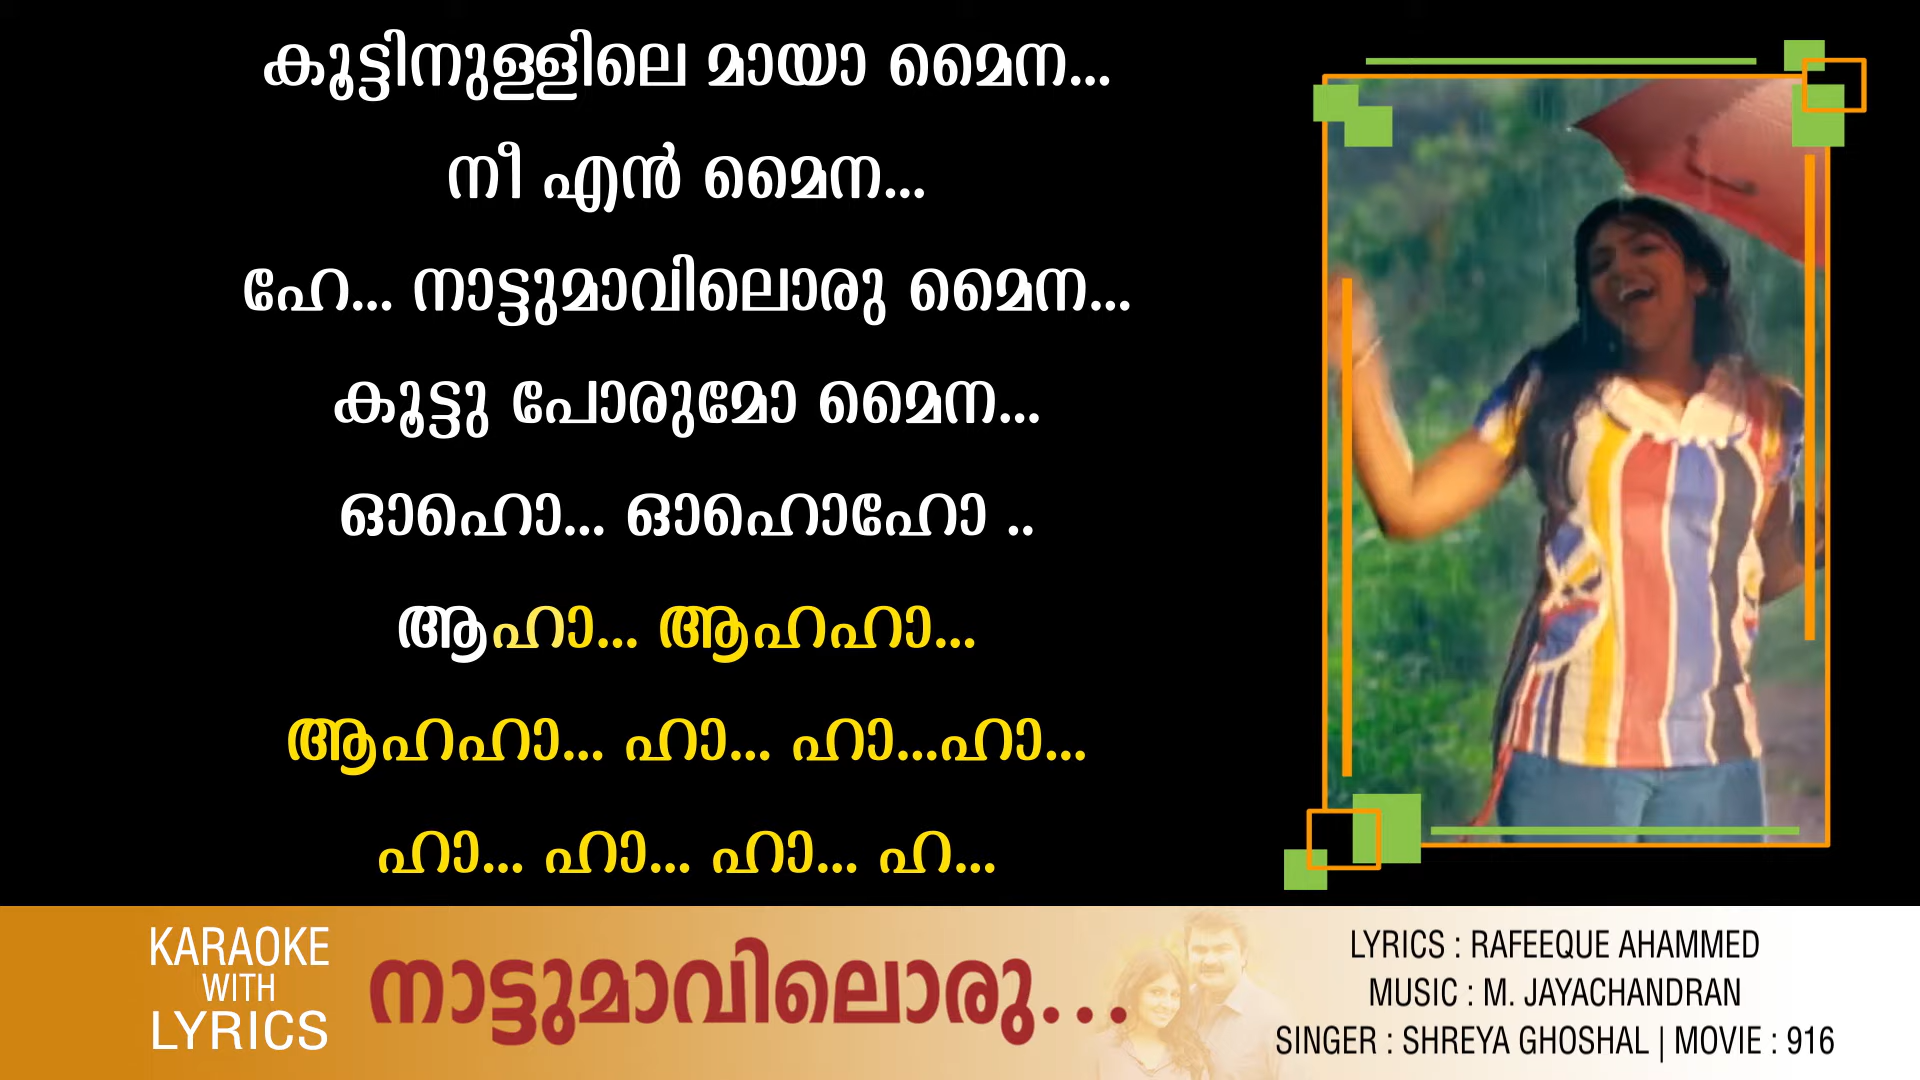 കൂട്ടിനുള്ളിലെ മായാ മൈന...
നീ എൻ മൈന...
ഹേ... നാട്ടുമാവിലൊരു മൈന...
കൂട്ടു പോരുമോ മൈന...
ഓഹൊ... ഓഹൊഹോ ..
ആഹാ... ആഹഹാ...
ആഹഹാ... ഹാ... ഹാ...ഹാ...
ഹാ... ഹാ... ഹാ... ഹ...
KARAOKE
WITH
LYRICS
നാട്ടുമാവിലൊരു...
LYRICS : RAFEEQUE AHAMMED
MUSIC : M. JAYACHANDRAN
SINGER : SHREYA GHOSHAL | MOVIE : 916